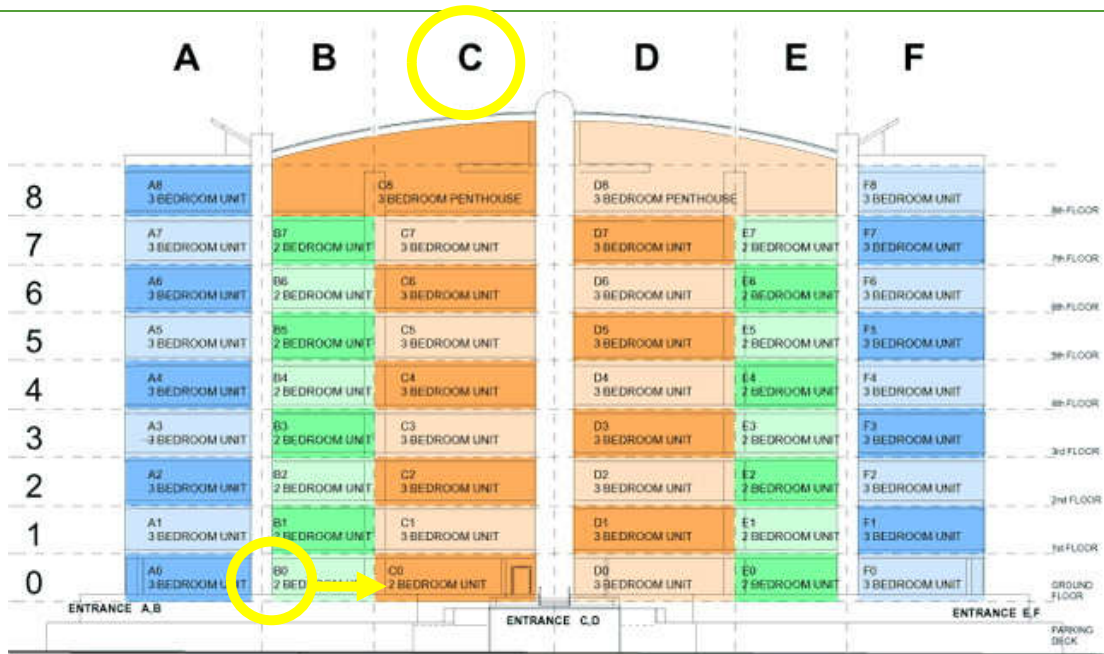 A B C D E F
8
A8 C8 D8 F8
3 BEDROOM UNIT 3 BEDROOM PENTHOUSE 3 BEDROOM PENTHOUSE 3 BEDROOM UNIT
8th FLOOR
7
A7 B7 C7 D7 E7 F7
3 BEDROOM UNIT 2 BEDROOM UNIT 3 BEDROOM UNIT 3 BEDROOM UNIT 2 BEDROOM UNIT 3 BEDROOM UNIT
7th FLOOR
6
A6 B6 C6 D6 E6 F6
3 BEDROOM UNIT 2 BEDROOM UNIT 3 BEDROOM UNIT 3 BEDROOM UNIT 2 BEDROOM UNIT 3 BEDROOM UNIT
FLOOR
5
A5 B5 C5 D5 E5 F5
3 BEDROOM UNIT 2 BEDROOM UNIT 3 BEDROOM UNIT 3 BEDROOM UNIT 2 BEDROOM UNIT 3 BEDROOM UNIT
FLOOR
4
A4 B4 C4 D4 E4 F4
3 BEDROOM UNIT 2 BEDROOM UNIT 3 BEDROOM UNIT 3 BEDROOM UNIT 2 BEDROOM UNIT 3 BEDROOM UNIT
FLOOR
3
A3 B3 C3 D3 E3 F3
3 BEDROOM UNIT 2 BEDROOM UNIT 3 BEDROOM UNIT 3 BEDROOM UNIT 2 BEDROOM UNIT 3 BEDROOM UNIT
3rd FLOOR
2
A2 B2 C2 D2 E2 F2
3 BEDROOM UNIT 2 BEDROOM UNIT 3 BEDROOM UNIT 3 BEDROOM UNIT 2 BEDROOM UNIT 3 BEDROOM UNIT
2nd FLOOR
1
A1 B1 C1 D1 E1 F1
3 BEDROOM UNIT 2 BEDROOM UNIT 3 BEDROOM UNIT 3 BEDROOM UNIT 2 BEDROOM UNIT 3 BEDROOM UNIT
1st FLOOR
0
A0 B0 C0 D0 E0 F0
3 BEDROOM UNIT 2 BEDROOM UNIT 2 BEDROOM UNIT 3 BEDROOM UNIT 2 BEDROOM UNIT 3 BEDROOM UNIT
GROUND
FLOOR
ENTRANCE A,B ENTRANCE C,D ENTRANCE E,F
PARKING
DECK